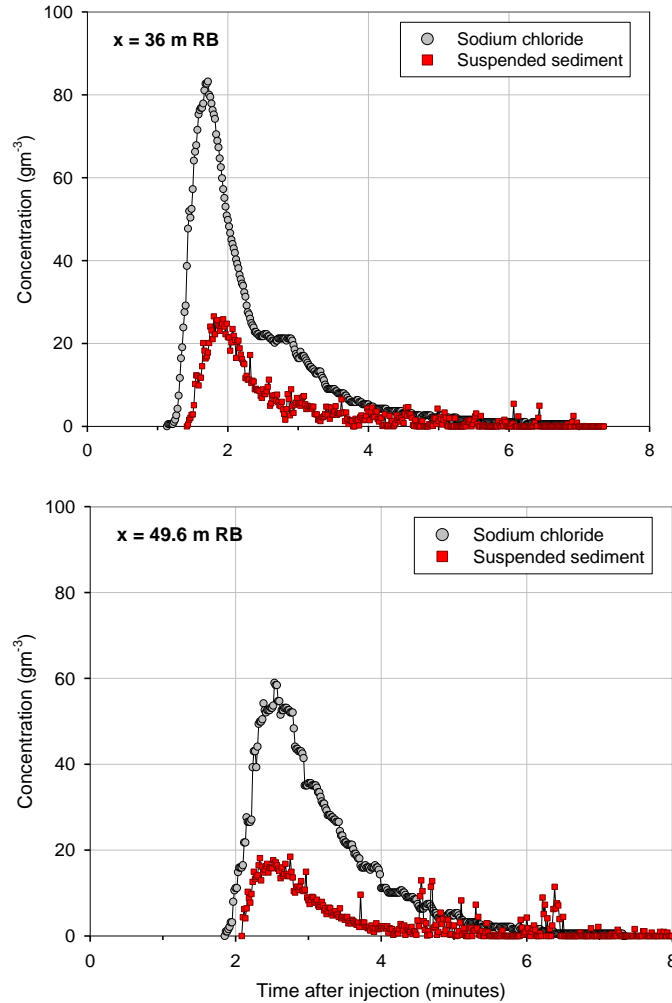 100
x = 36 m RB
Sodium chloride
Suspended sediment
80
60
40
20
0
Concentration (gm-3)
0 2 4 6 8
100
x = 49.6 m RB
Sodium chloride
Suspended sediment
80
60
40
20
0
Concentration (gm-3)
0 2 4 6 8
Time after injection (minutes)